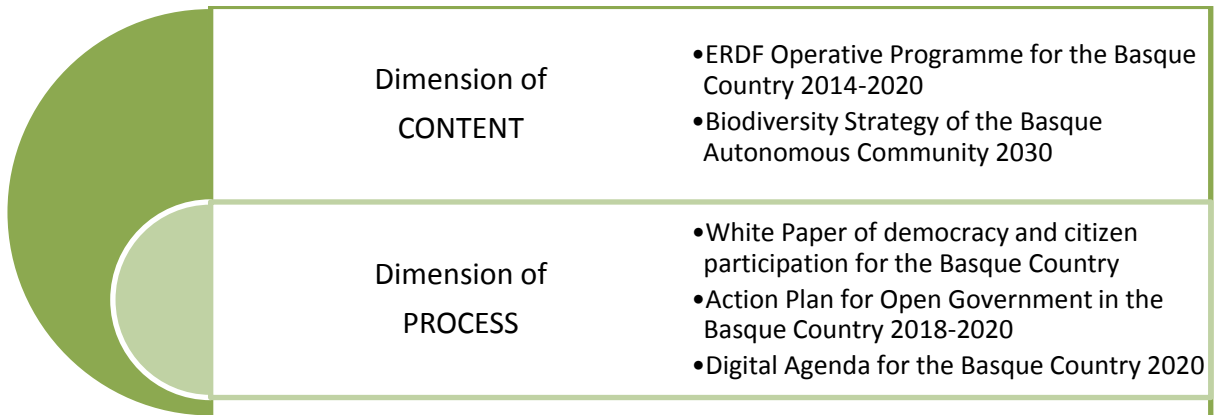 Dimension of
CONTENT
•ERDF Operative Programme for the Basque
Country 2014-2020
•Biodiversity Strategy of the Basque
Autonomous Community 2030
Dimension of
PROCESS
•White Paper of democracy and citizen
participation for the Basque Country
•Action Plan for Open Government in the
Basque Country 2018-2020
•Digital Agenda for the Basque Country 2020